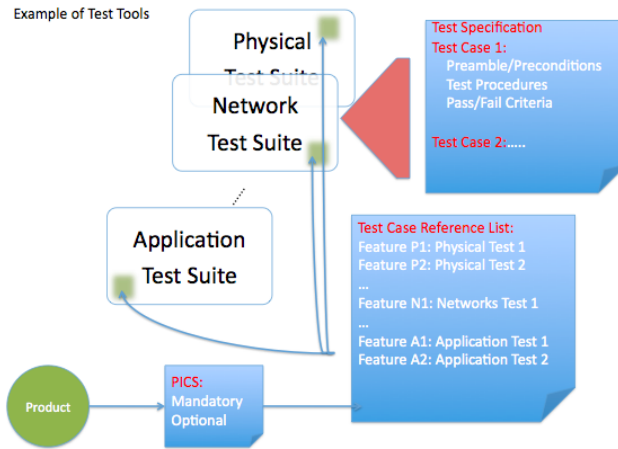 Example of Test Tools
Physical
Test Suite
Network
Test Suite
Application
Test Suite
Test Specification
Test Case 1:
Preamble/Preconditions
Test Procedures
Pass/Fail Criteria
Test Case 2:.....
Test Case Reference List:
Feature P1: Physical Test 1
Feature P2: Physical Test 2
...
Feature N1: Networks Test 1
...
Feature A1: Application Test 1
Feature A2: Application Test 2
Product
PICS:
Mandatory
Optional